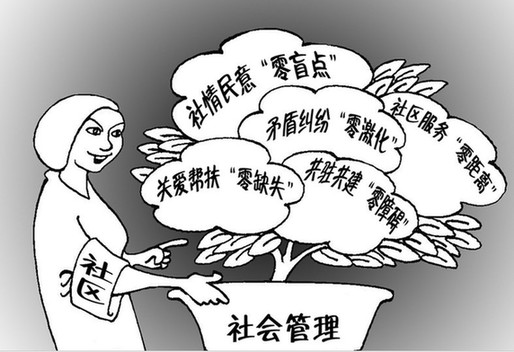 社情民意“零盲点”
矛盾纠纷“零激化”
社区服务
“零距离”
关爱帮扶“零缺失”
共驻共建
“零障碍”
社区
社会管理